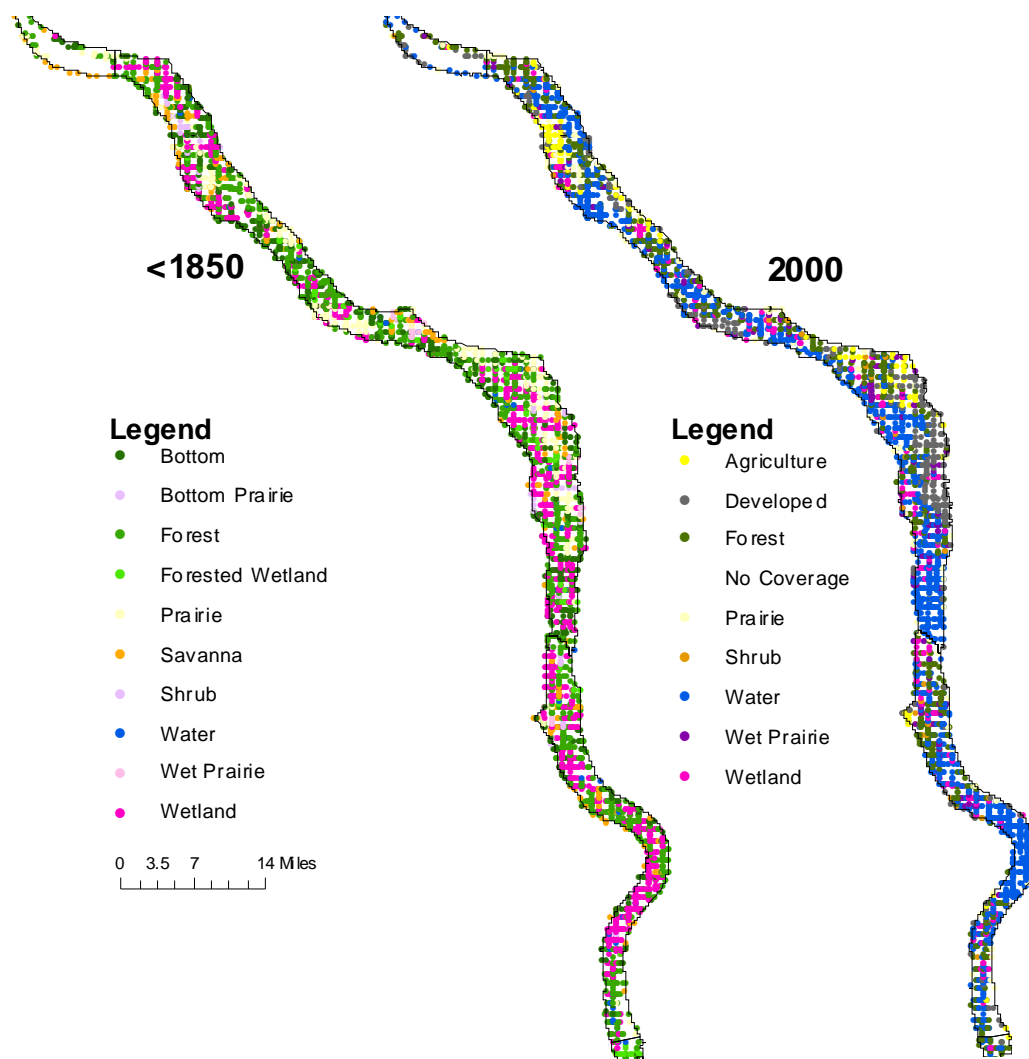 <1850
2000
Legend
Bottom
Bottom Prairie
Forest
Forested Wetland
Prairie
Savanna
Shrub
Water
Wet Prairie
Wetland
0 3.5 7 14 Miles
Legend
Agriculture
Developed
Forest
No Coverage
Prairie
Shrub
Water
Wet Prairie
Wetland